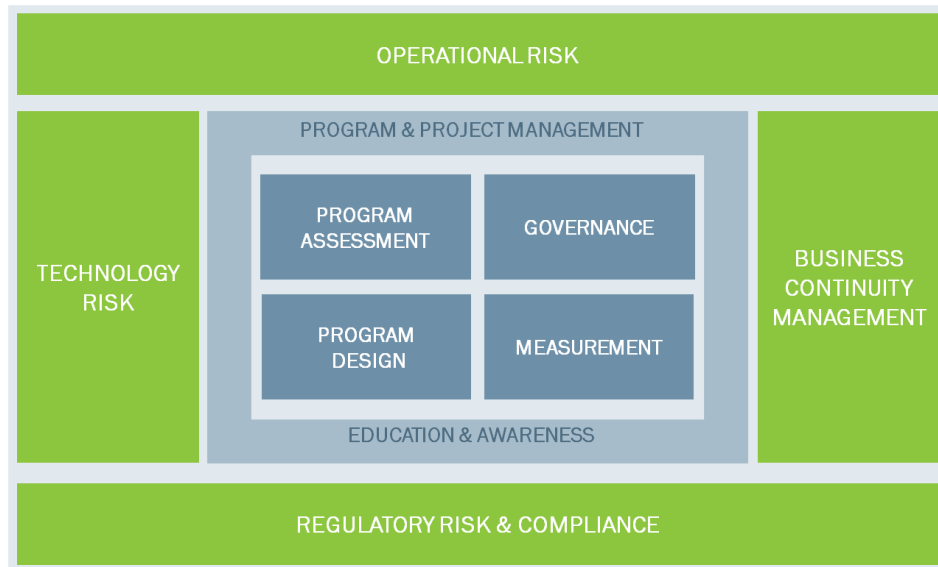 OPERATIONAL RISK
PROGRAM & PROJECT MANAGEMENT
PROGRAM
ASSESSMENT
GOVERNANCE
TECHNOLOGY
RISK
BUSINESS
CONTINUITY
MANAGEMENT
PROGRAM
DESIGN
MEASUREMENT
EDUCATION & AWARENESS
REGULATORY RISK & COMPLIANCE